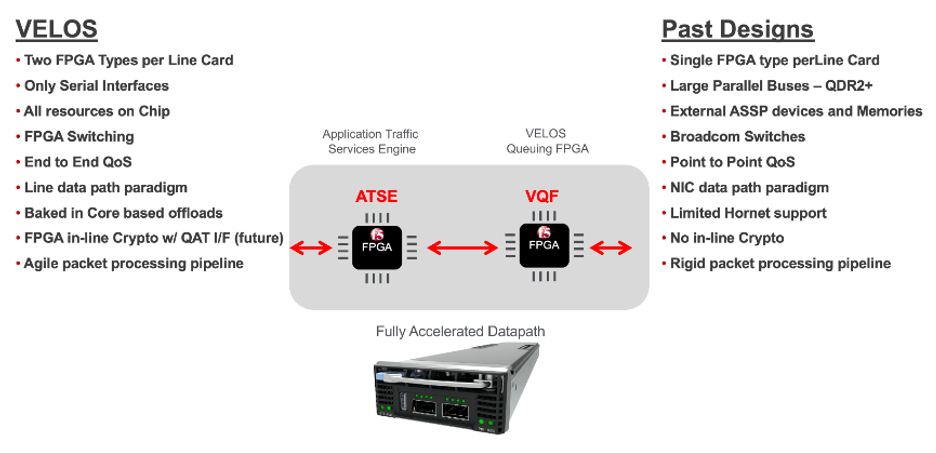 VELOS
• Two FPGA Types per Line Card
• Only Serial Interfaces
• All resources on Chip
• FPGA Switching
• End to End QoS
• Line data path paradigm
• Baked in Core based offloads
• FPGA in-line Crypto w/ QAT I/F (future)
• Agile packet processing pipeline
Application Traffic
Services Engine
VELOS
Queuing FPGA
ATSE
VQF
f5
FPGA
f5
FPGA
Fully Accelerated Datapath
Past Designs
• Single FPGA type perLine Card
• Large Parallel Buses – QDR2+
• External ASSP devices and Memories
• Broadcom Switches
• Point to Point QoS
• NIC data path paradigm
• Limited Hornet support
• No in-line Crypto
• Rigid packet processing pipeline